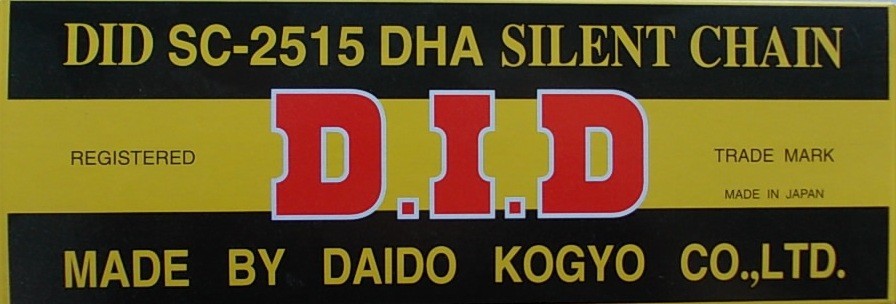 DID SC-2515 DHA SILENT CHAIN
REGISTERED
D.I.D
TRADE MARK
MADE IN JAPAN
MADE BY DAIDO KOGYO CO.,LTD.